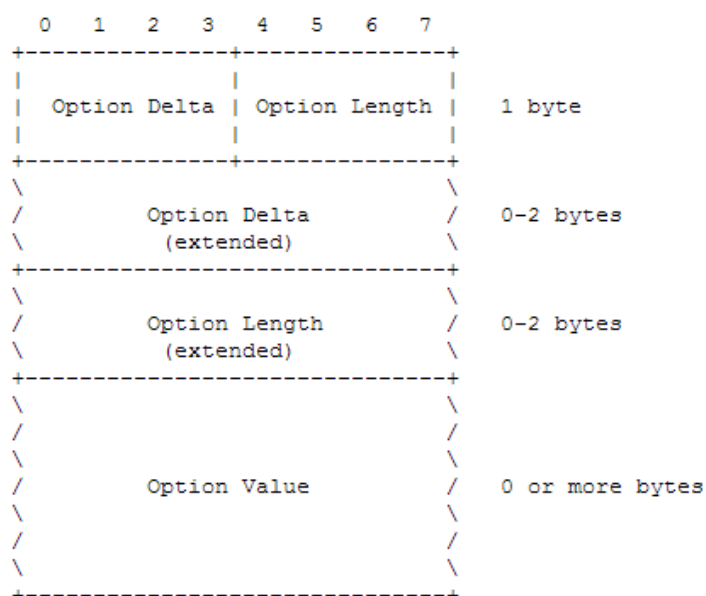 0 1 2 3 4 5 6 7
Option Delta | Option Length 1 byte
Option Delta 0-2 bytes
(extended)
Option Length 0-2 bytes
(extended)
Option Value 0 or more bytes